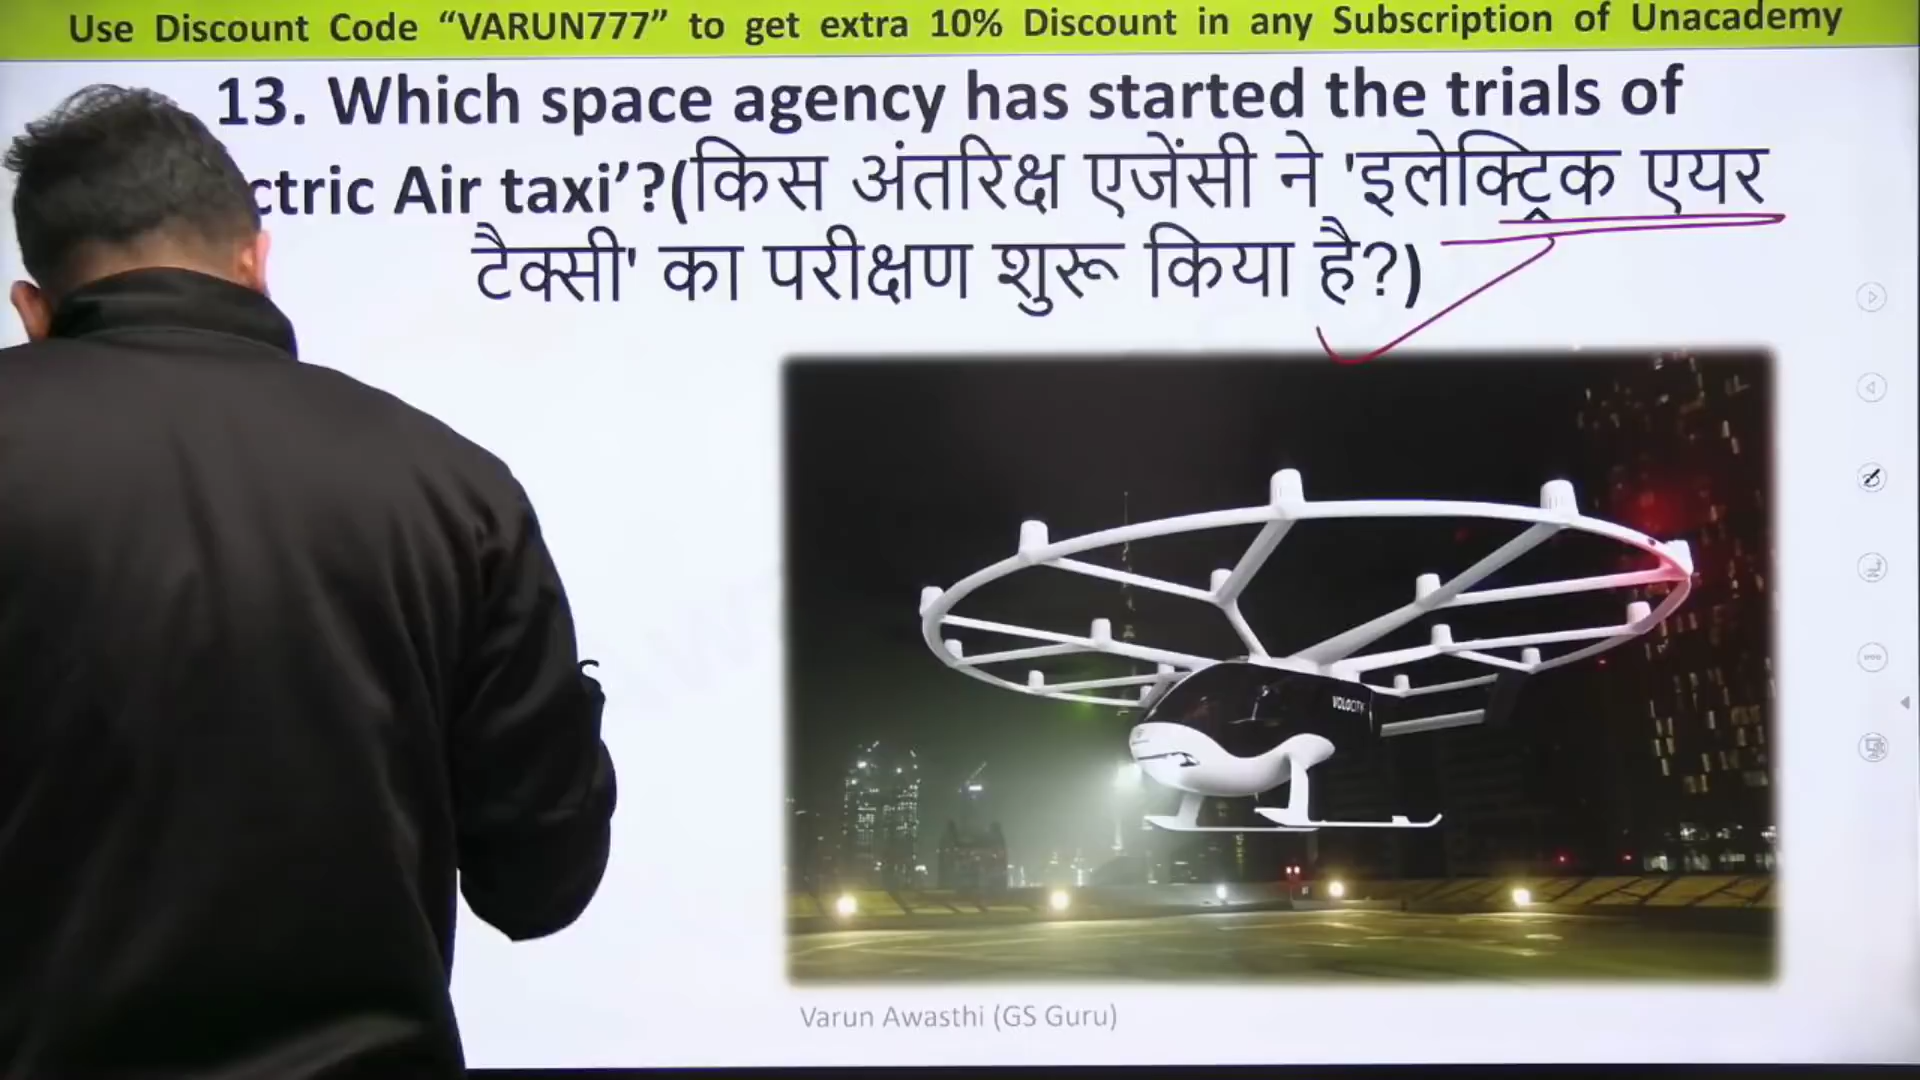 Use Discount Code “VARUN777” to get extra 10% Discount in any Subscription of Unacademy
13. Which space agency has started the trials of
ctric Air taxi’?(किस अंतरिक्ष एजेंसी ने 'इलेक्ट्रिक एयर
टैक्सी' का परीक्षण शुरू किया है?)
VOLOCITY
Varun Awasthi (GS Guru)